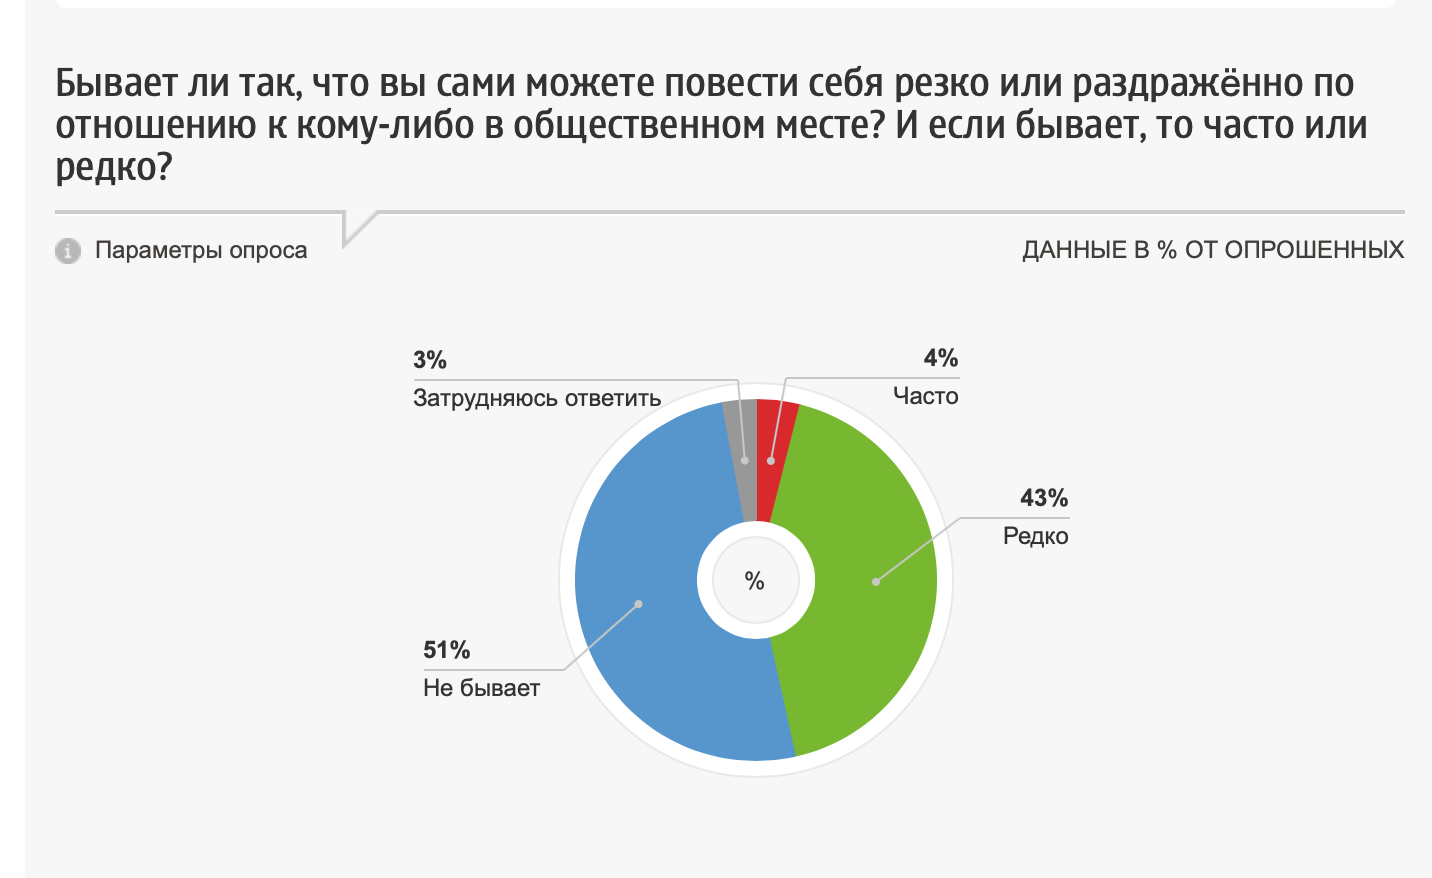 Бывает ли так, что вы сами можете повести себя резко или раздражённо по
отношению к кому-либо в общественном месте? И если бывает, то часто или
редко?
i Параметры опроса
ДАННЫЕ В % ОТ ОПРОШЕННЫХ
3%
Затрудняюсь ответить
4%
Часто
43%
Редко
%
51%
Не бывает